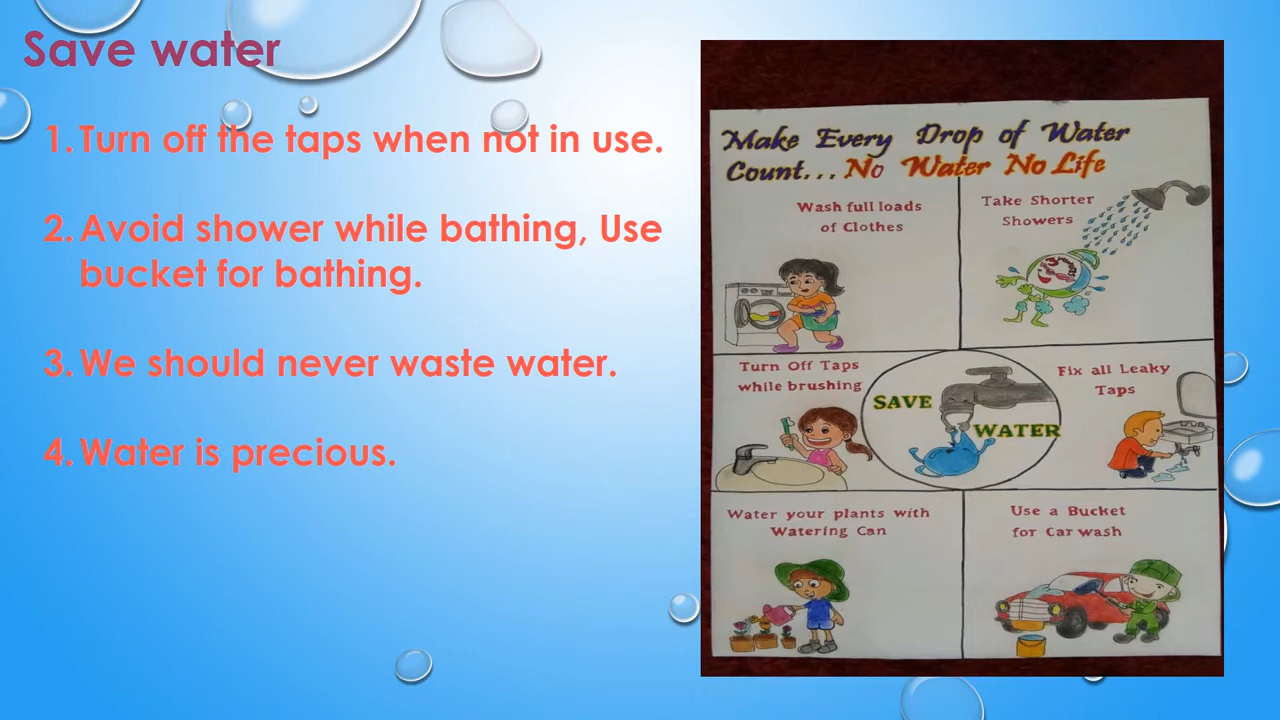 Save water
1. Turn off the taps when not in use.
2. Avoid shower while bathing, Use
bucket for bathing.
3. We should never waste water.
4. Water is precious.
Make Every Drop of Water
Count... No Water No Life
Wash full loads
of Clothes
Take Shorter
Showers
Turn Off Taps
while brushing
SAVE
WATER
Fix all Leaky
Taps
Water your plants with
Watering Can
Use a Bucket
for Car wash